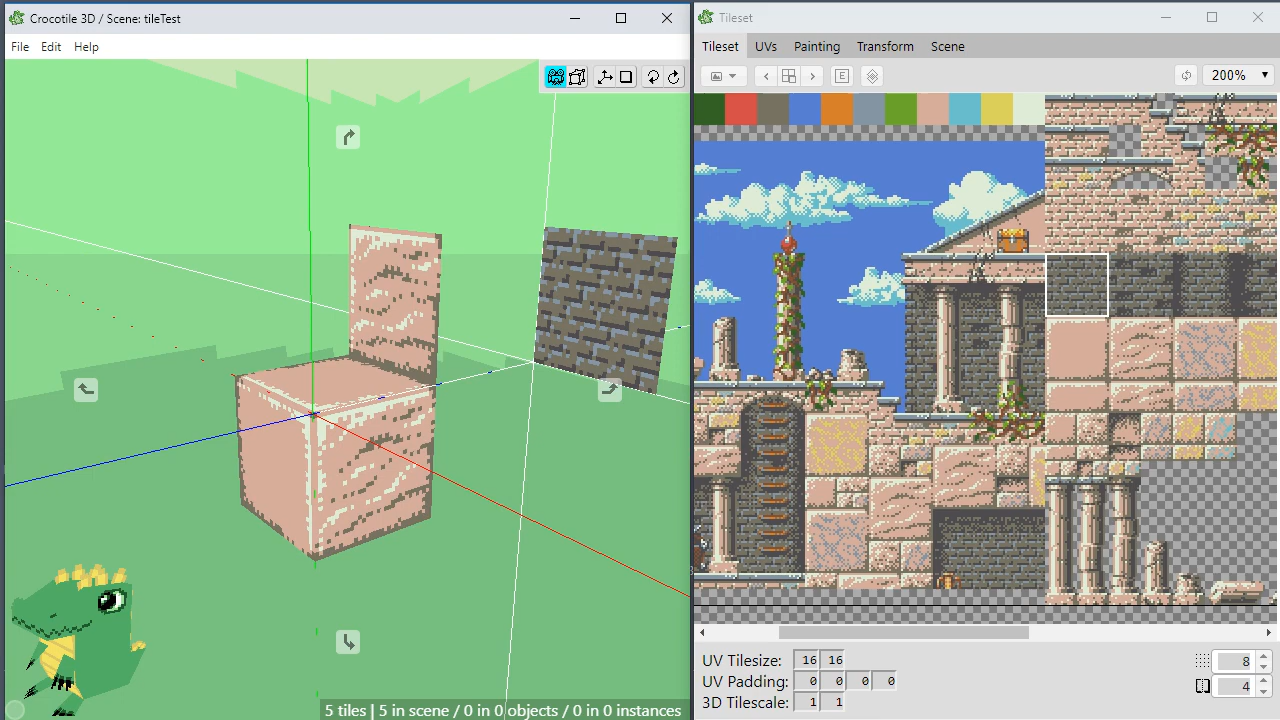 Crocotile 3D / Scene: tileTest
File Edit Help
5 tiles | 5 in scene / 0 in 0 objects / 0 in 0 instances
Tileset
Tileset UVs Painting Transform Scene
E
200%
UV Tilesize: 16 16
UV Padding: 0 0 0 0
3D Tilescale: 1 1
8
4